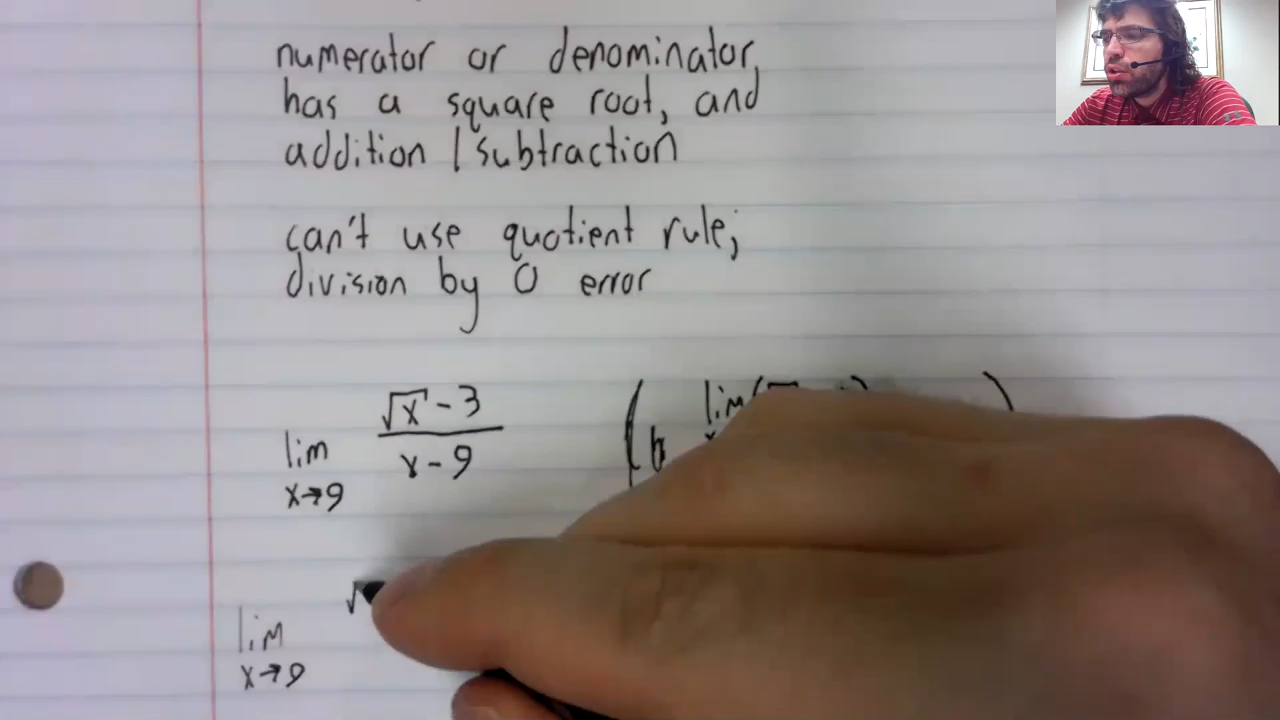 numerator or denominator
has a square root, and
addition / subtraction
can't use quotient rule;
division by 0 error
lim x→9 (√x - 3)/(x - 9) ( lim
lim x→9 √